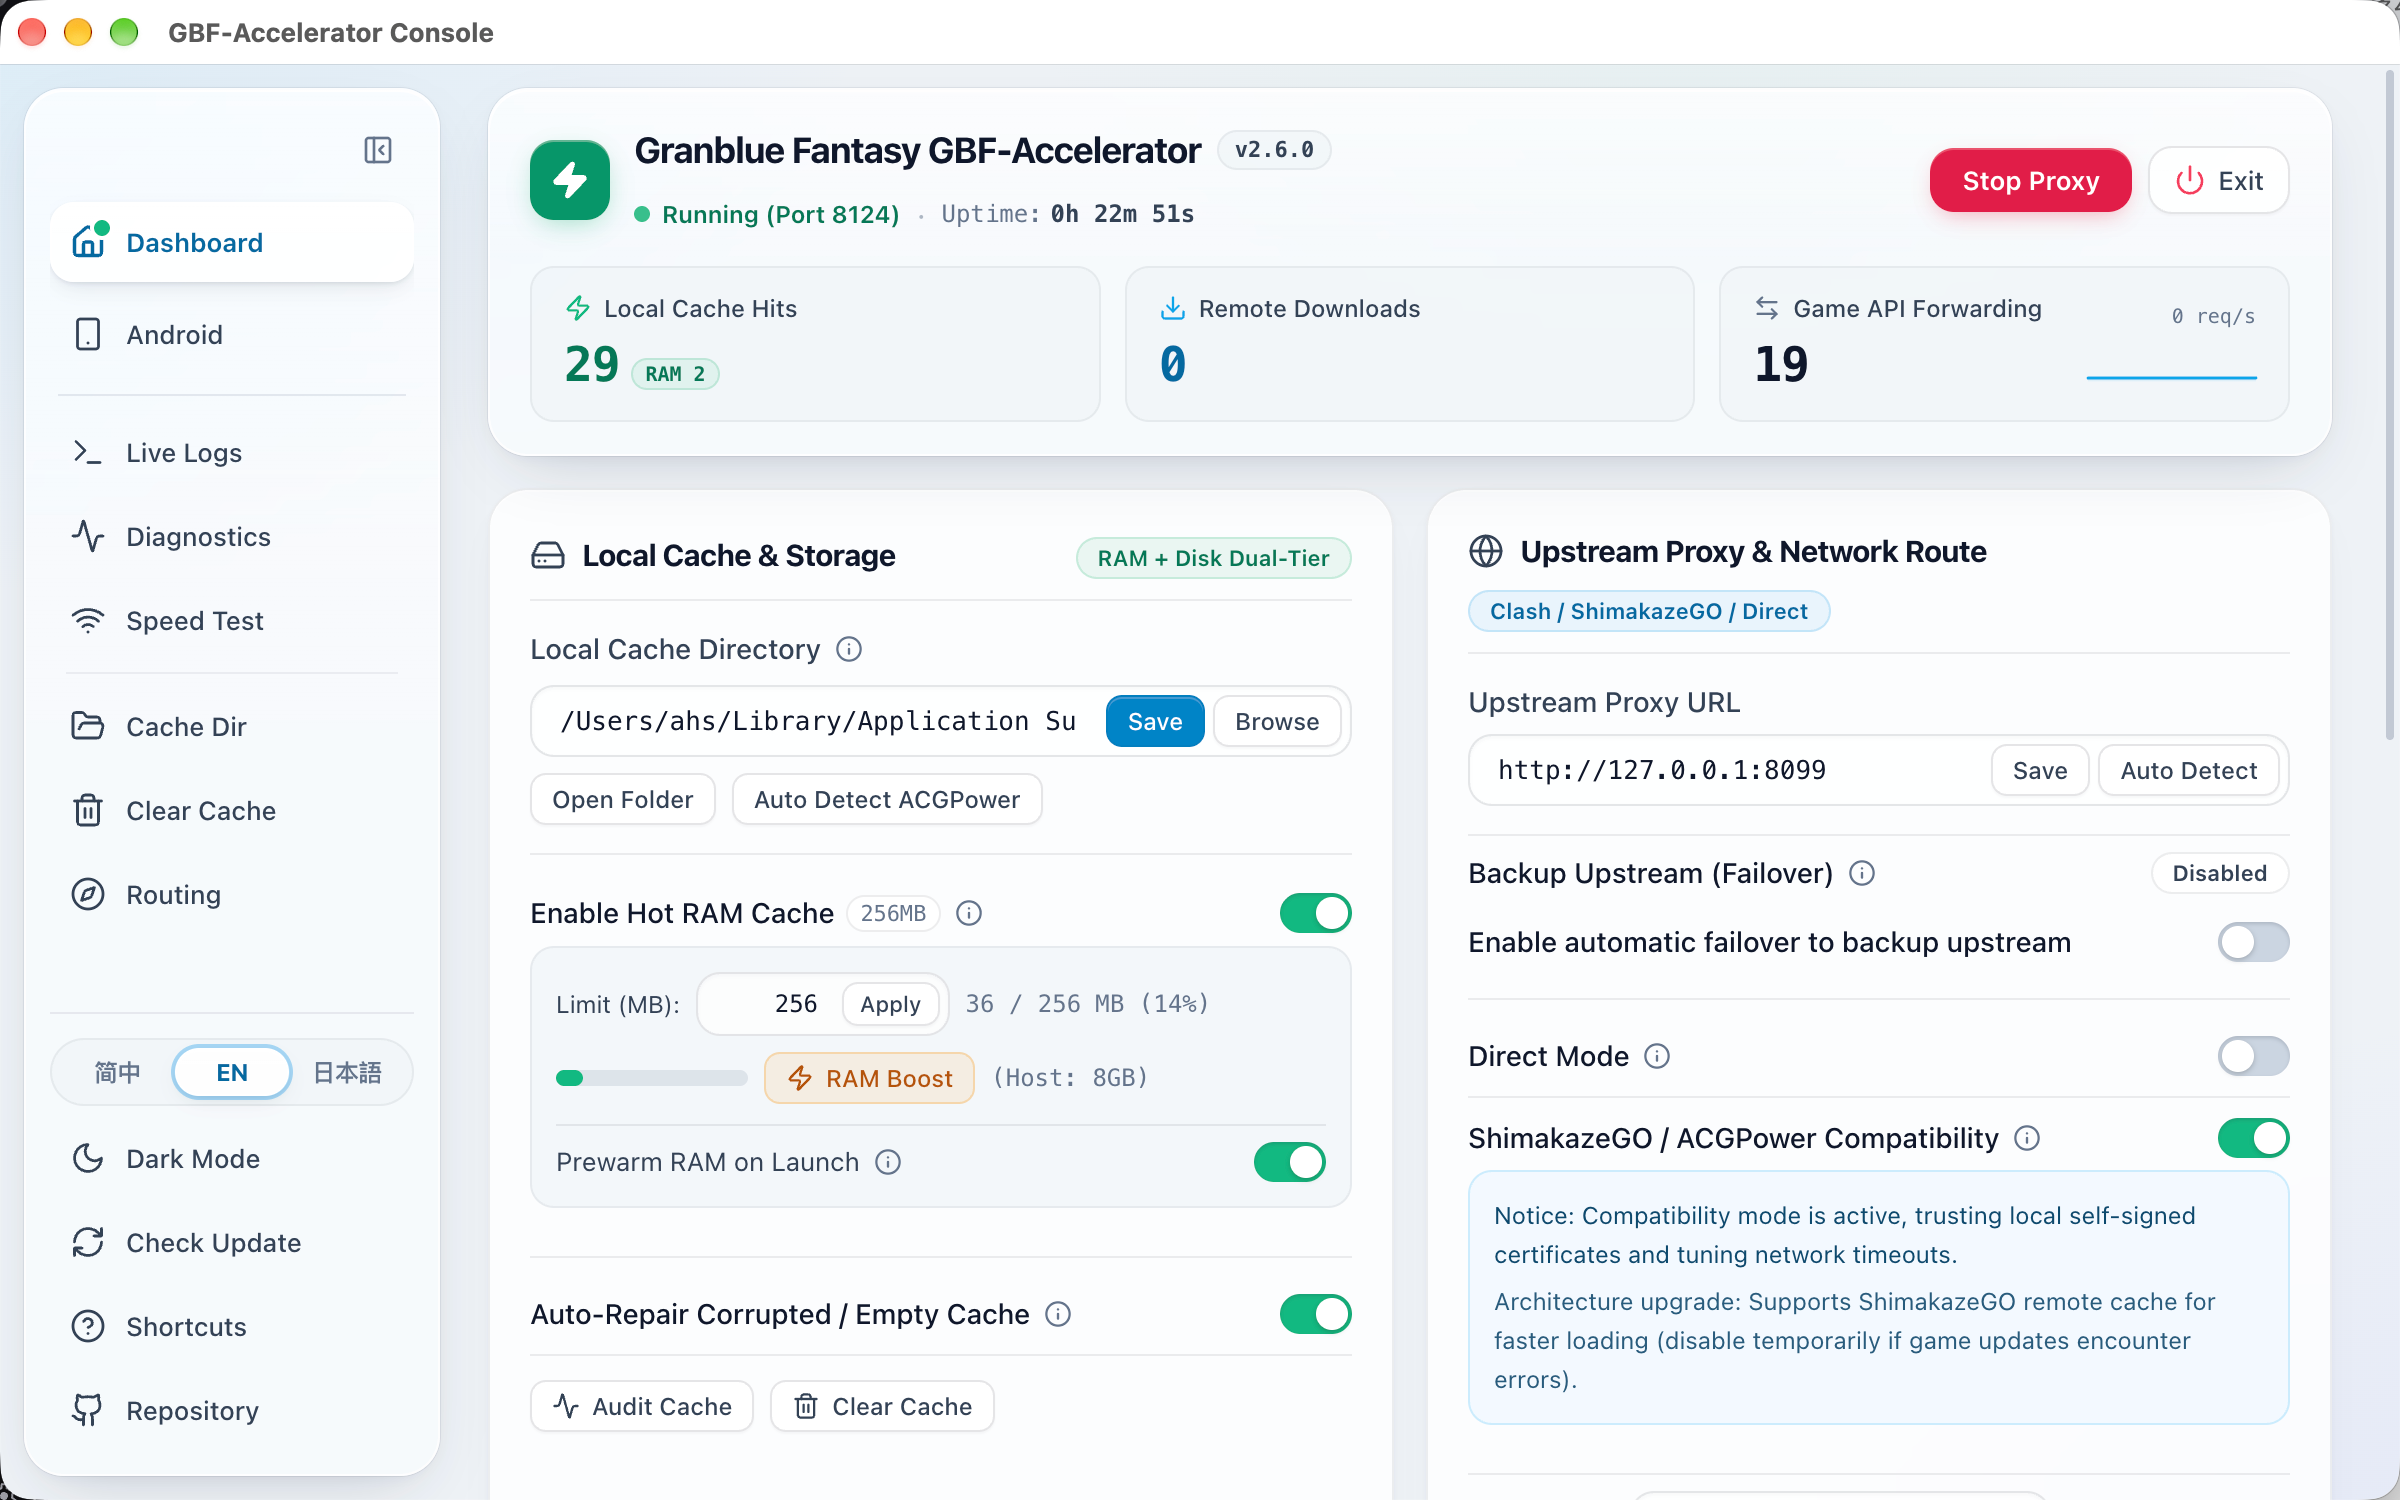 GBF-Accelerator Console
Dashboard
Android
Live Logs
Diagnostics
Speed Test
Cache Dir
Clear Cache
Routing
简中 EN 日本語
Dark Mode
Check Update
Shortcuts
Repository
Granblue Fantasy GBF-Accelerator v2.6.0
Running (Port 8124) · Uptime: 0h 22m 51s
Stop Proxy
Exit
Local Cache Hits
29 RAM 2
Remote Downloads
0
Game API Forwarding
0 req/s
19
Local Cache & Storage
RAM + Disk Dual-Tier
Local Cache Directory
/Users/ahs/Library/Application Su Save Browse
Open Folder Auto Detect ACGPower
Enable Hot RAM Cache 256MB
Limit (MB): 256 Apply 36 / 256 MB (14%)
RAM Boost (Host: 8GB)
Prewarm RAM on Launch
Auto-Repair Corrupted / Empty Cache
Audit Cache Clear Cache
Upstream Proxy & Network Route
Clash / ShimakazeGO / Direct
Upstream Proxy URL
http://127.0.0.1:8099 Save Auto Detect
Backup Upstream (Failover) Disabled
Enable automatic failover to backup upstream
Direct Mode
ShimakazeGO / ACGPower Compatibility
Notice: Compatibility mode is active, trusting local self-signed
certificates and tuning network timeouts.
Architecture upgrade: Supports ShimakazeGO remote cache for
faster loading (disable temporarily if game updates encounter
errors).